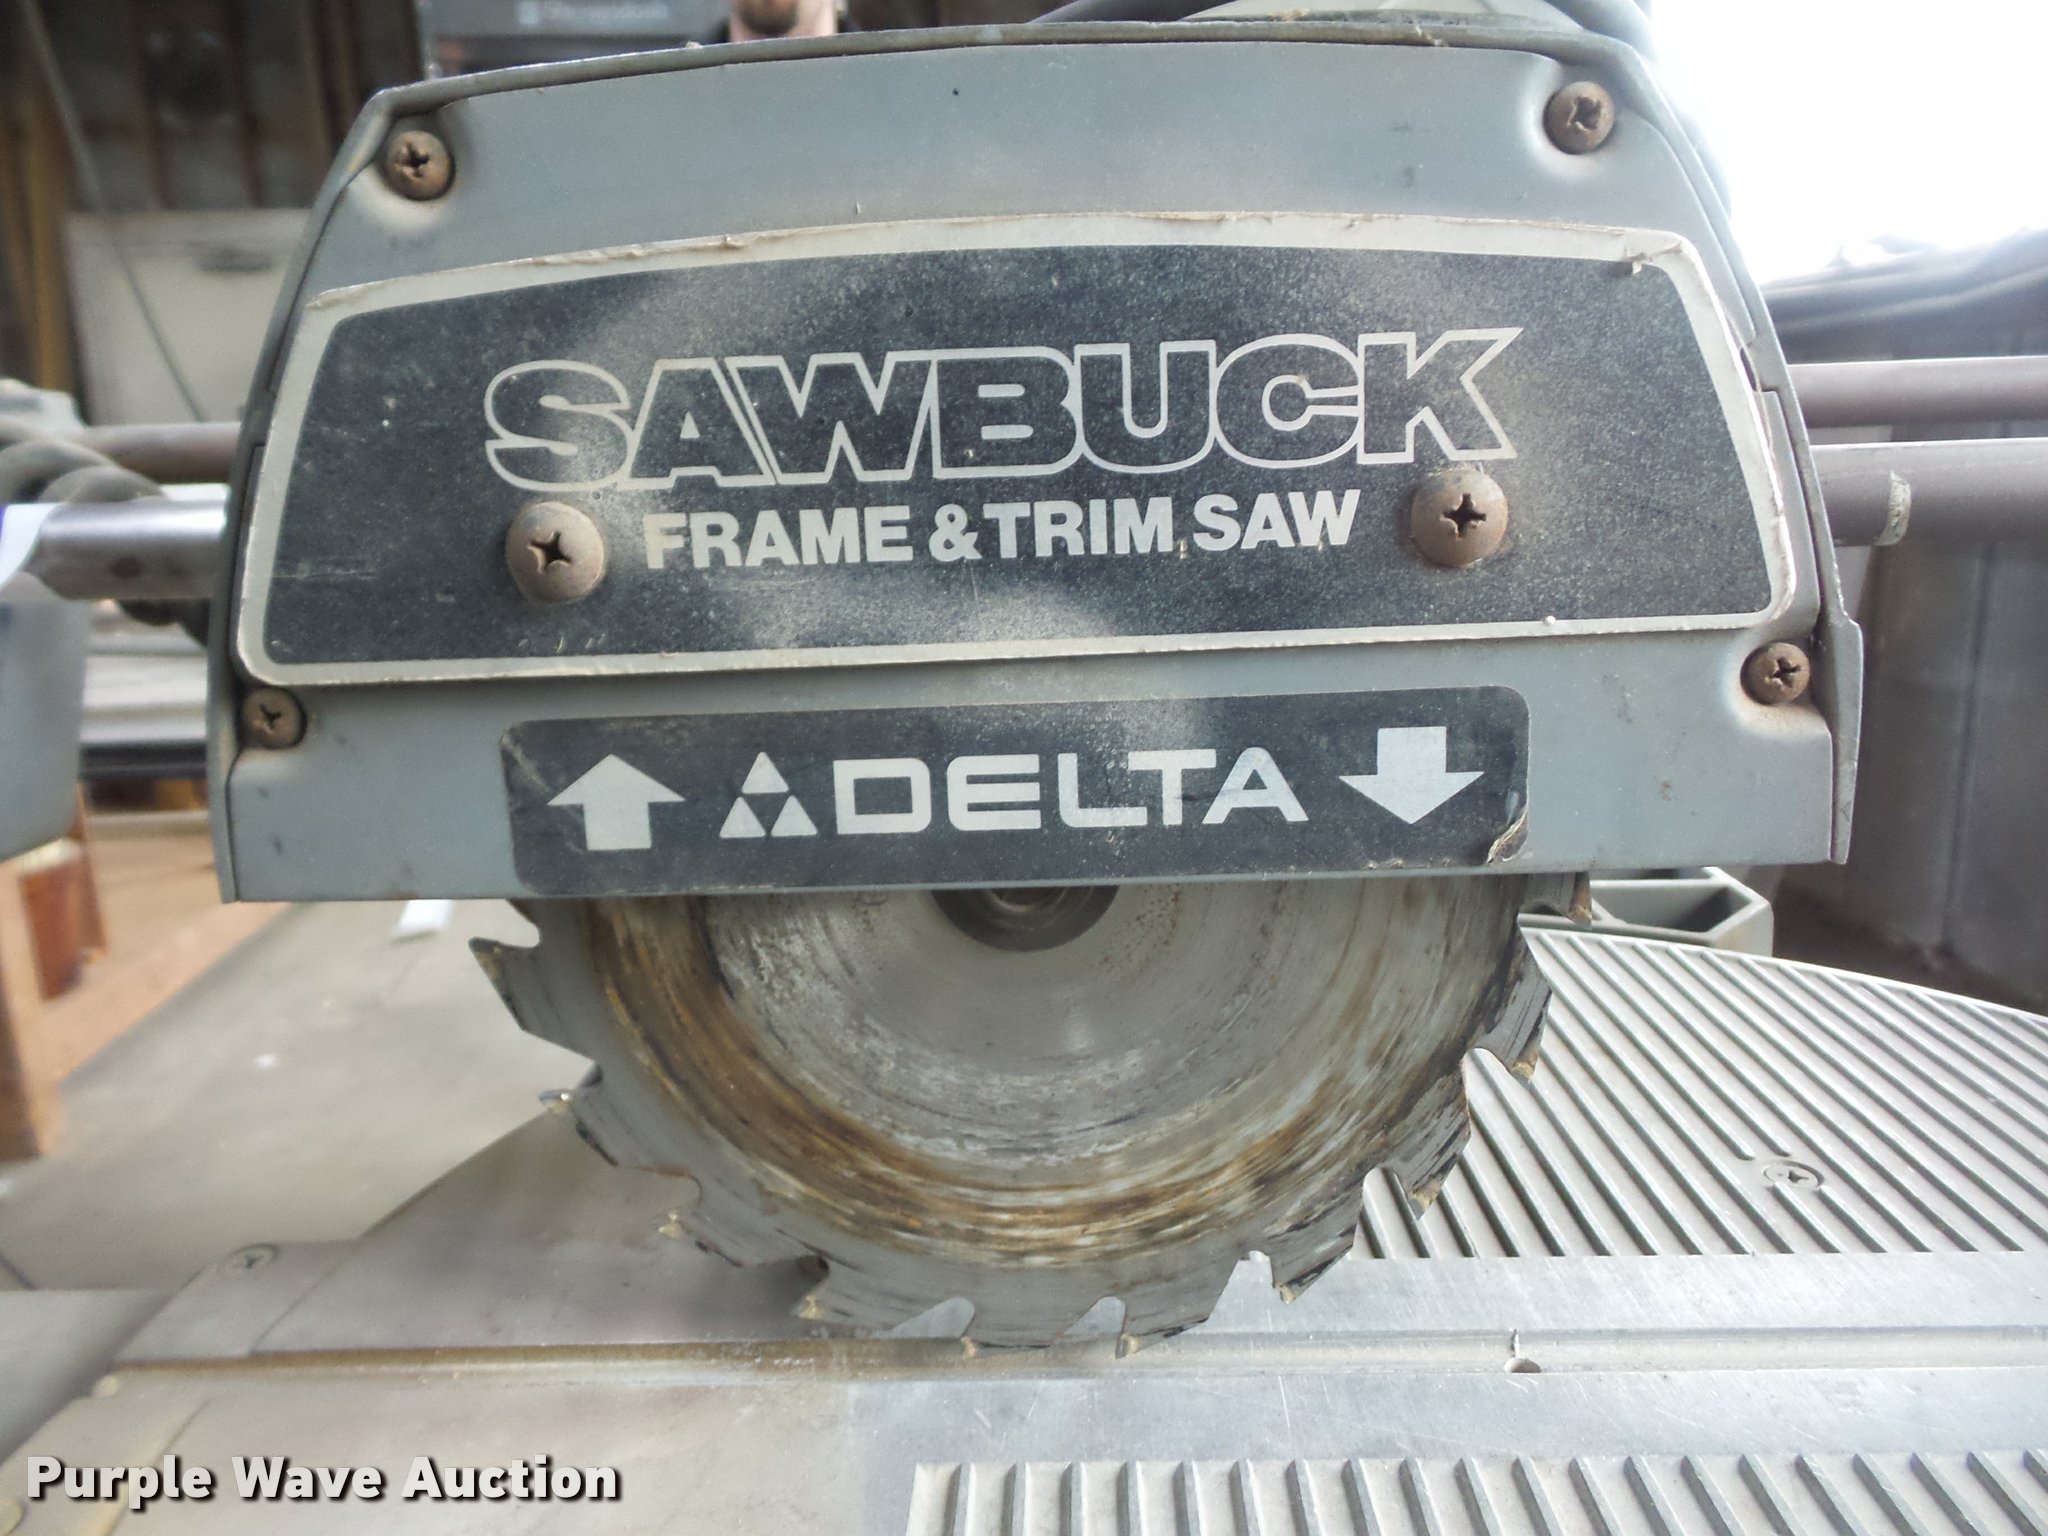 SAWBUCK
FRAME & TRIM SAW
DELTA
Purple Wave Auction